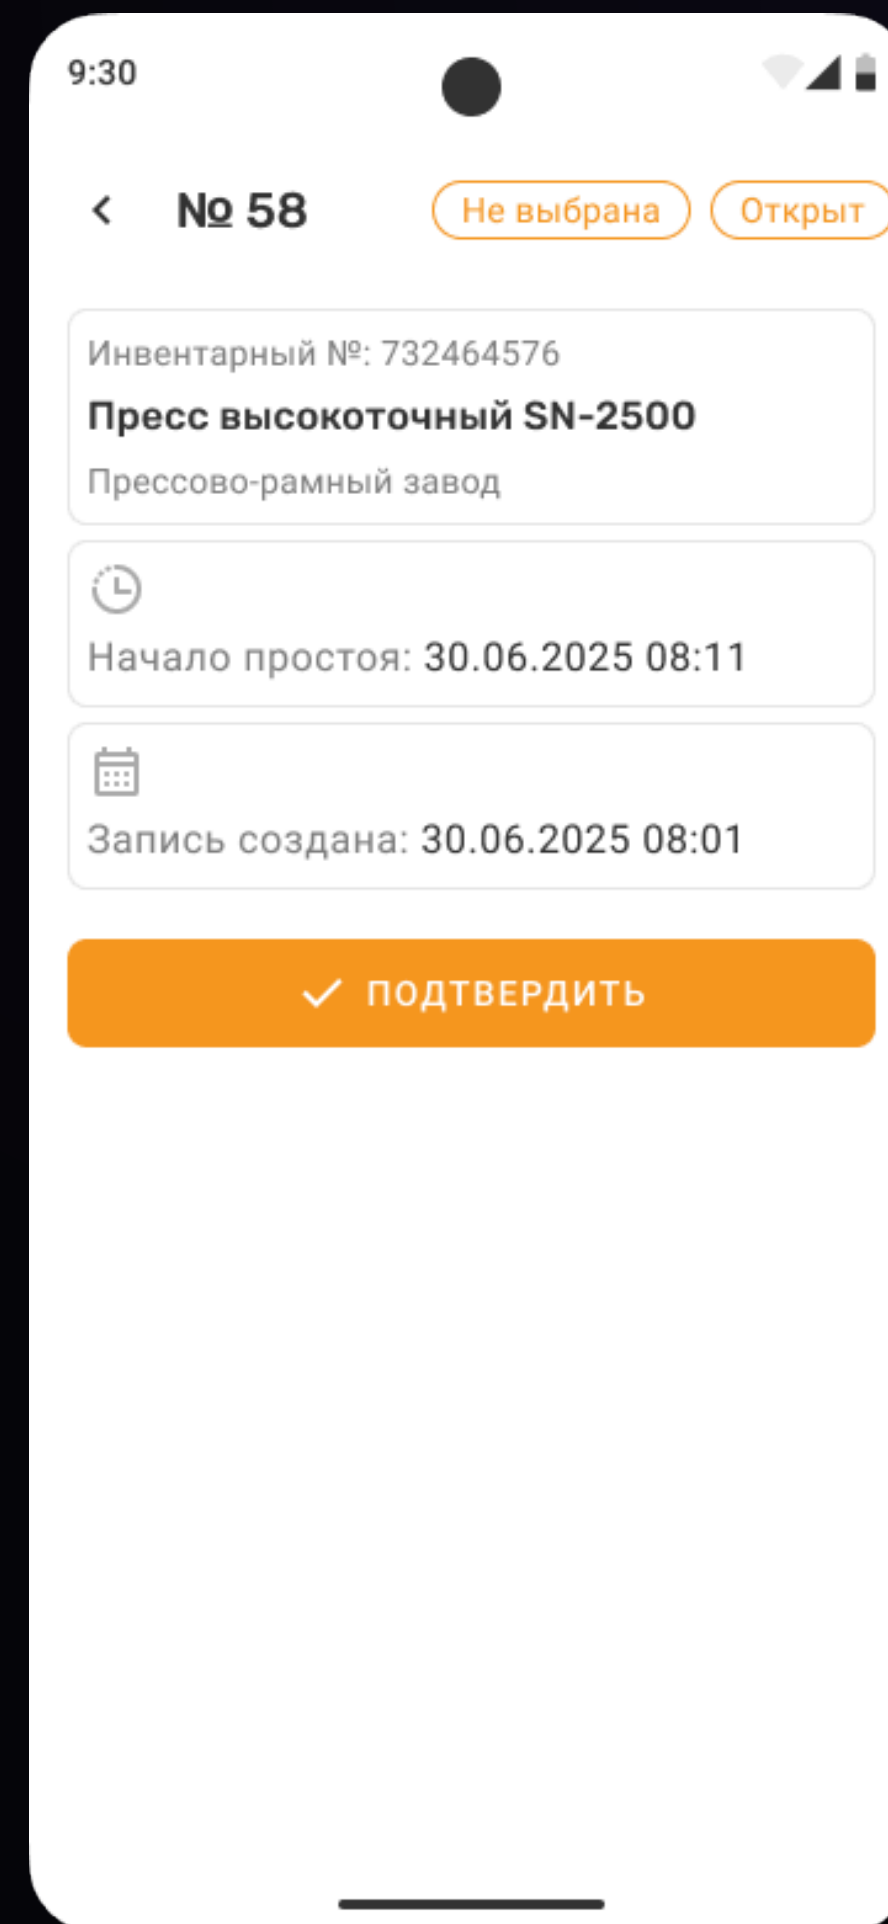 9:30
№ 58 Не выбрана Открыт
Инвентарный №: 732464576
Пресс высокоточный SN-2500
Прессово-рамный завод
Начало простоя: 30.06.2025 08:11
Запись создана: 30.06.2025 08:01
ПОДТВЕРДИТЬ